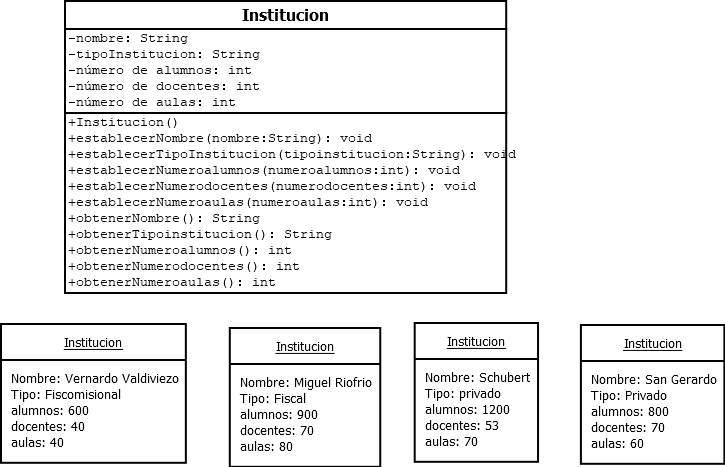 Institucion
-nombre: String
-tipoInstitucion: String
-número de alumnos: int
-número de docentes: int
-número de aulas: int
+Institucion()
+establecerNombre(nombre:String): void
+establecerTipoInstitucion(tipoinstitucion:String): void
+establecerNumeroalumnos(numeroalumnos:int): void
+establecerNumerodocentes(numerodocentes:int): void
+establecerNumeroaulas(numeroaulas:int): void
+obtenerNombre(): String
+obtenerTipoinstitucion(): String
+obtenerNumeroalumnos(): int
+obtenerNumerodocentes(): int
+obtenerNumeroaulas(): int
Institucion
Nombre: Vernardo Valdiviezo
Tipo: Fiscomisional
alumnos: 600
docentes: 40
aulas: 40
Institucion
Nombre: Miguel Riofrio
Tipo: Fiscal
alumnos: 900
docentes: 70
aulas: 80
Institucion
Nombre: Schubert
Tipo: privado
alumnos: 1200
docentes: 53
aulas: 70
Institucion
Nombre: San Gerardo
Tipo: Privado
alumnos: 800
docentes: 70
aulas: 60